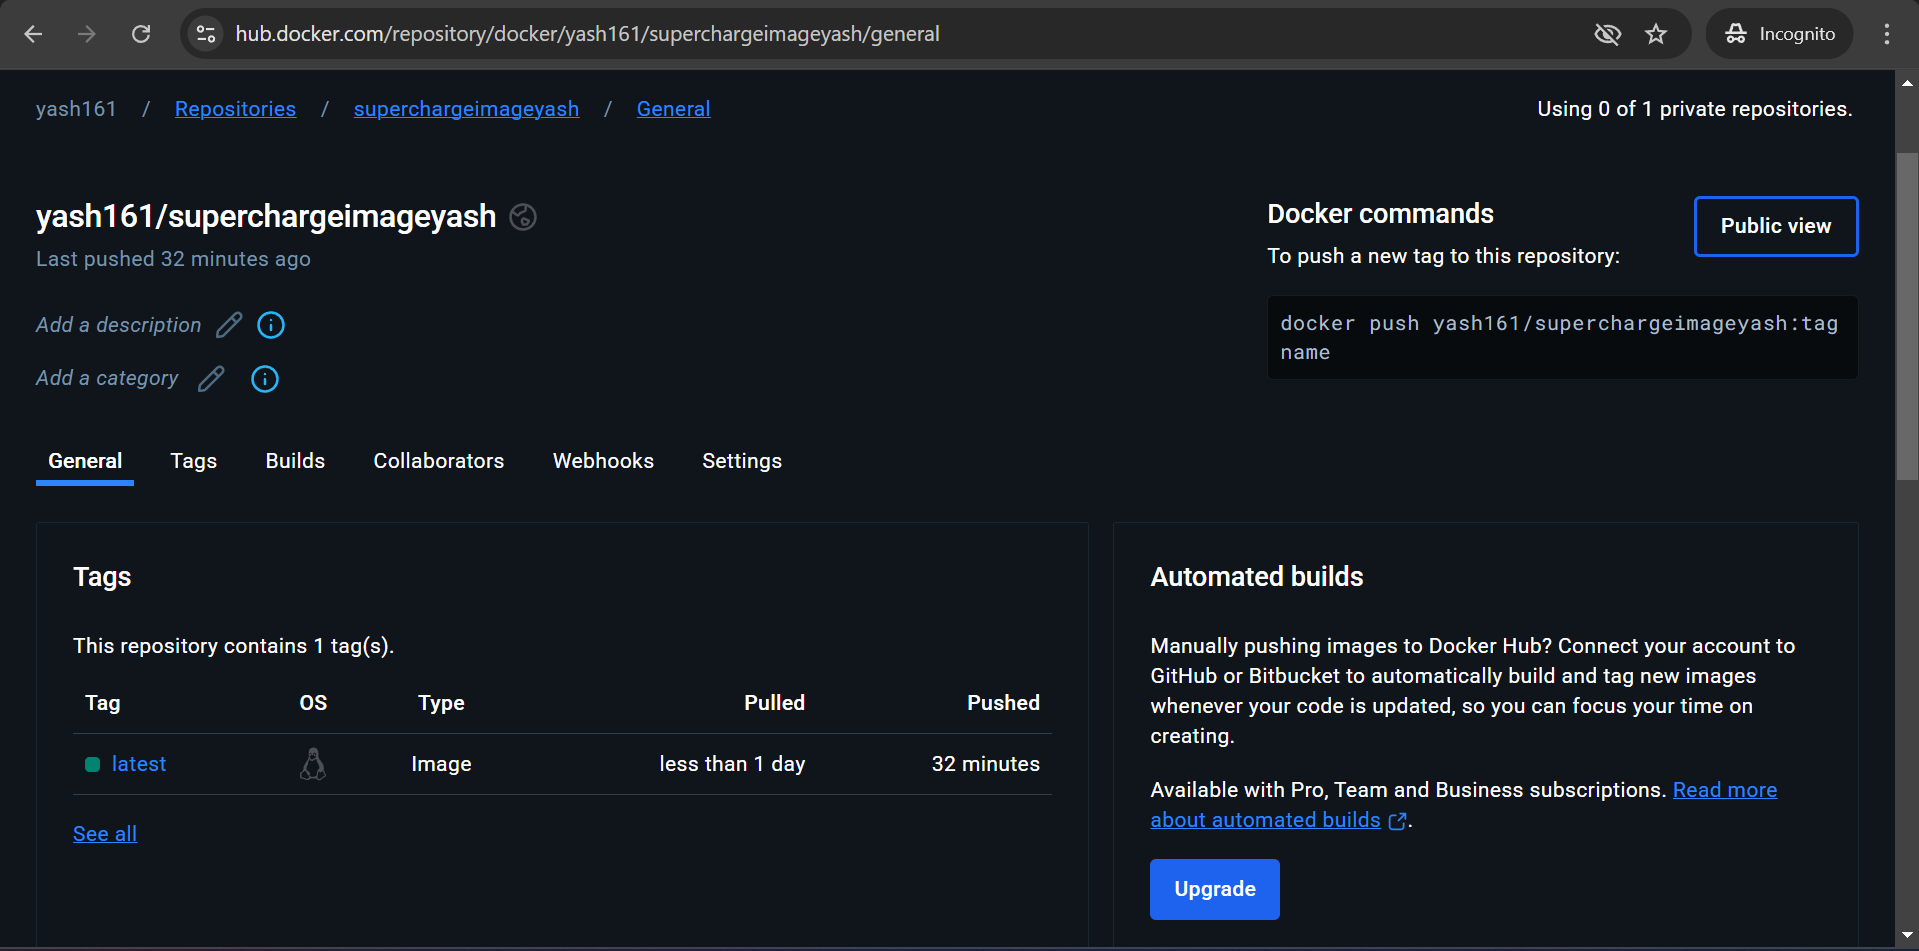 hub.docker.com/repository/docker/yash161/superchargeimageyash/general
Incognito
yash161 / Repositories / superchargeimageyash / General
Using 0 of 1 private repositories.
yash161/superchargeimageyash
Last pushed 32 minutes ago
Add a description
Add a category
Docker commands
Public view
To push a new tag to this repository:
docker push yash161/superchargeimageyash:tag
name
General Tags Builds Collaborators Webhooks Settings
Tags
This repository contains 1 tag(s).
Tag OS Type Pulled Pushed
latest Image less than 1 day 32 minutes
See all
Automated builds
Manually pushing images to Docker Hub? Connect your account to
GitHub or Bitbucket to automatically build and tag new images
whenever your code is updated, so you can focus your time on
creating.
Available with Pro, Team and Business subscriptions. Read more
about automated builds.
Upgrade